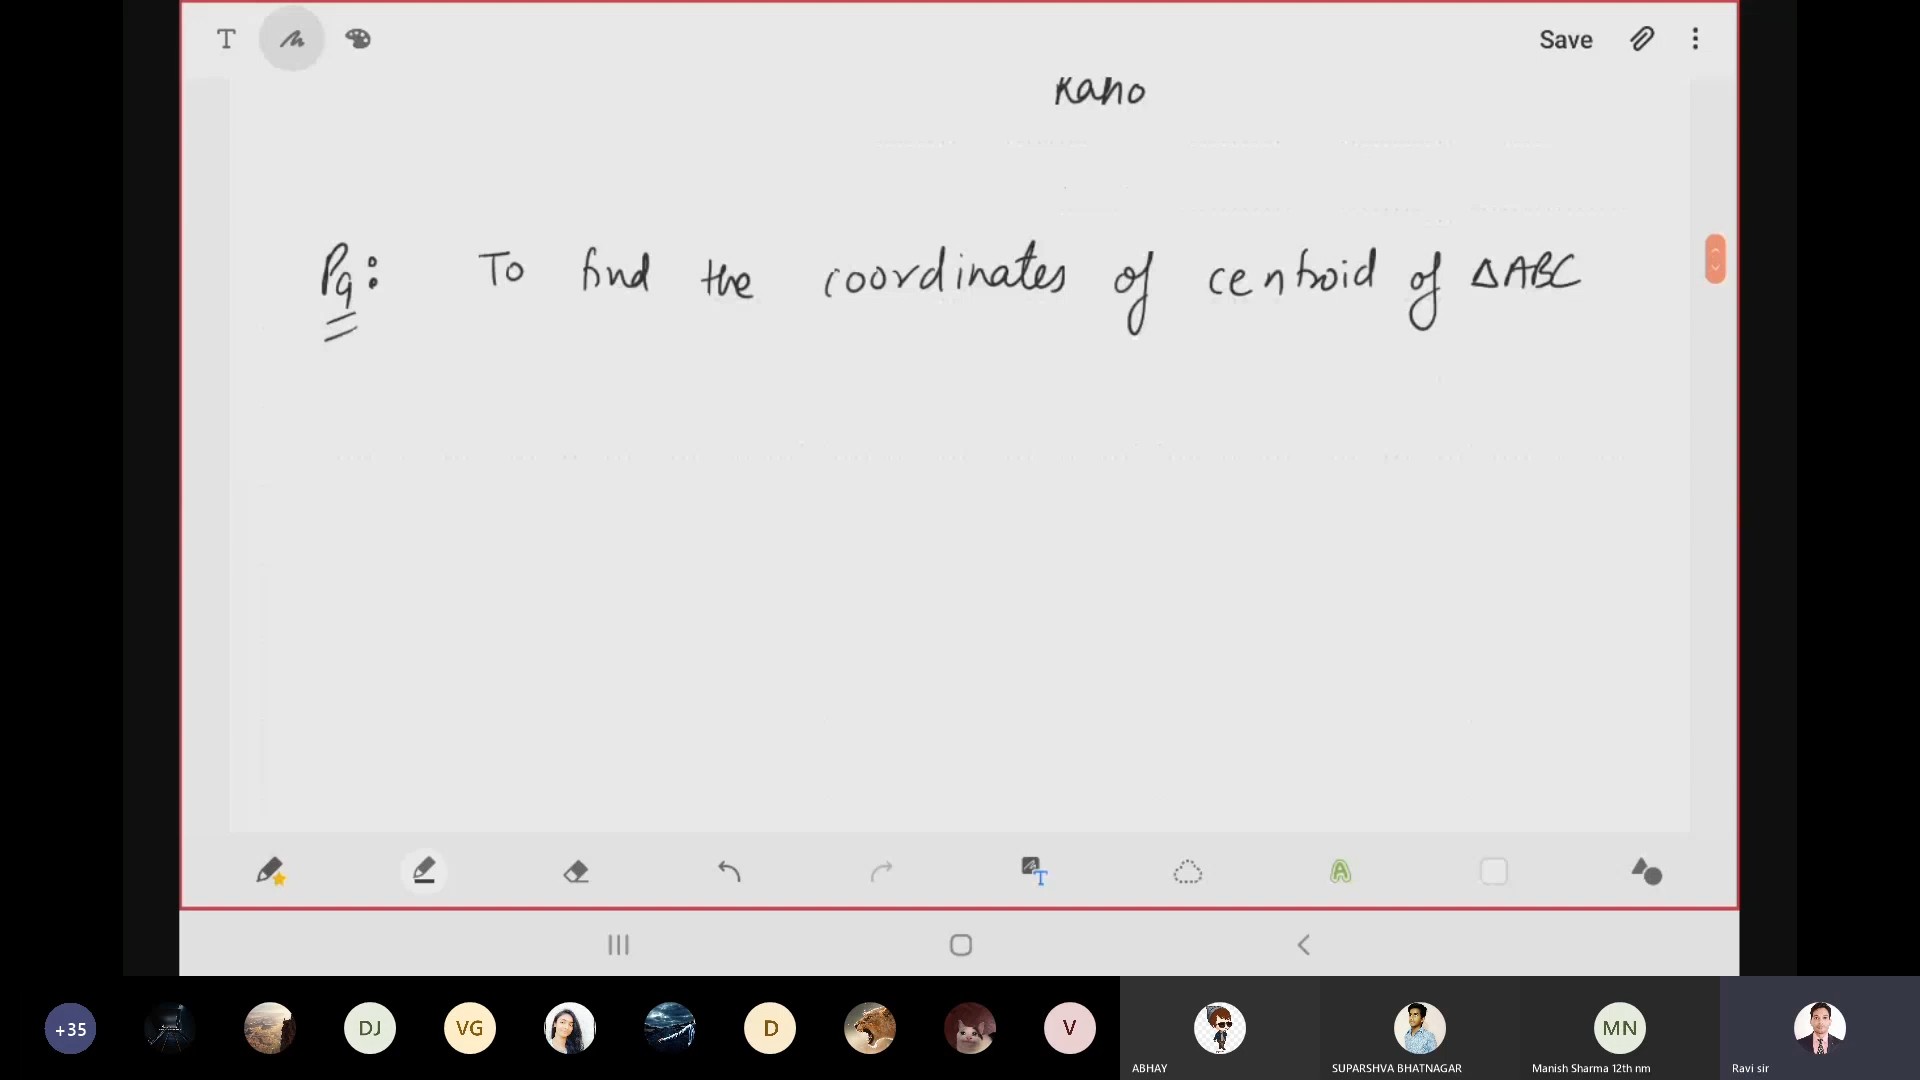 T
Save
Ratio
Pq: To find the coordinates of centroid of ΔABC
T
A
+35
DJ
VG
D
V
MN
ABHAY
SUPARSHVA BHATNAGAR
Manish Sharma 12th nm
Ravi sir